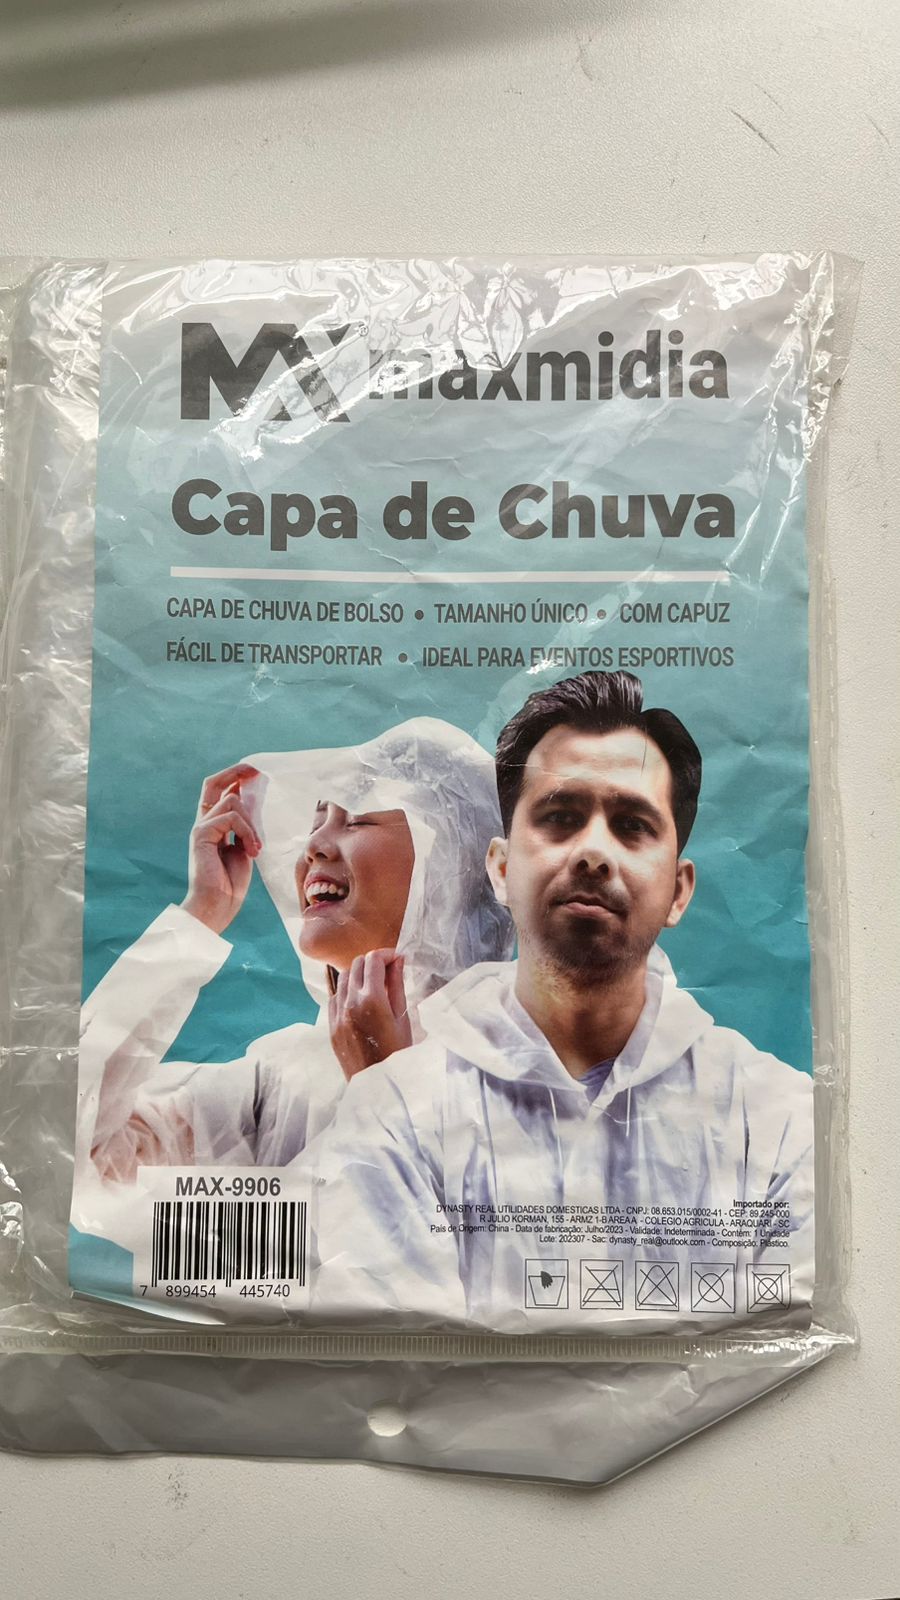 MX® maxmidia
Capa de Chuva
CAPA DE CHUVA DE BOLSO • TAMANHO ÚNICO • COM CAPUZ
FÁCIL DE TRANSPORTAR • IDEAL PARA EVENTOS ESPORTIVOS
MAX-9906
7 899454 445740
Importado por:
DYNASTY REAL UTILIDADES DOMESTICAS LTDA - CNPJ: 08.653.015/0002-41 - CEP: 89.245-000
R JULIO KORMAN, 155 - ARMZ 1-B AREA A - COLEGIO AGRICULA - ARAQUARI - SC
País de Origem: China - Data de fabricação: Julho/2023 - Validade: Indeterminada - Contém: 1 Unidade
Lote: 202307 - Sac: dynasty_real@outlook.com - Composição: Plástico.